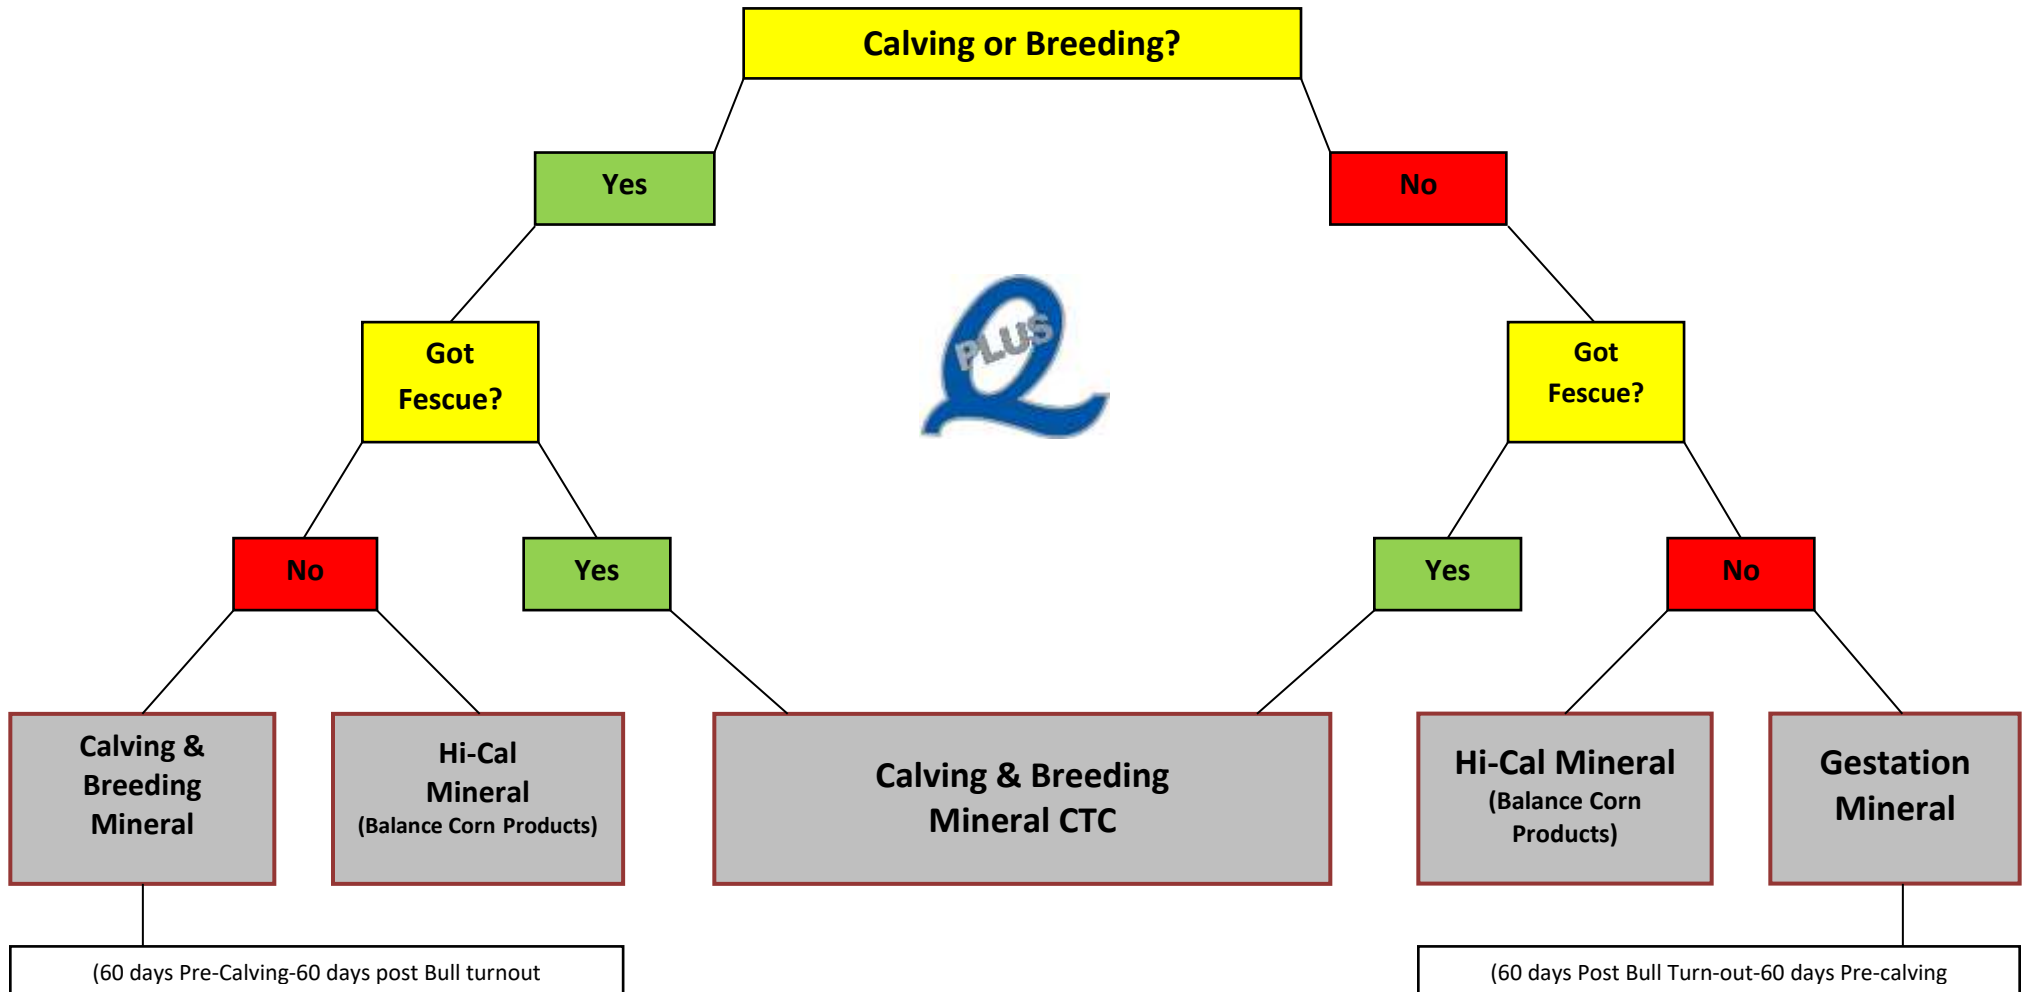 Calving or Breeding?
Yes
No
PLUS
Got
Fescue?
Got
Fescue?
No
Yes
Yes
No
Calving &
Breeding
Mineral
Hi-Cal
Mineral
(Balance Corn Products)
Calving & Breeding
Mineral CTC
Hi-Cal Mineral
(Balance Corn
Products)
Gestation
Mineral
(60 days Pre-Calving-60 days post Bull turnout
(60 days Post Bull Turn-out-60 days Pre-calving